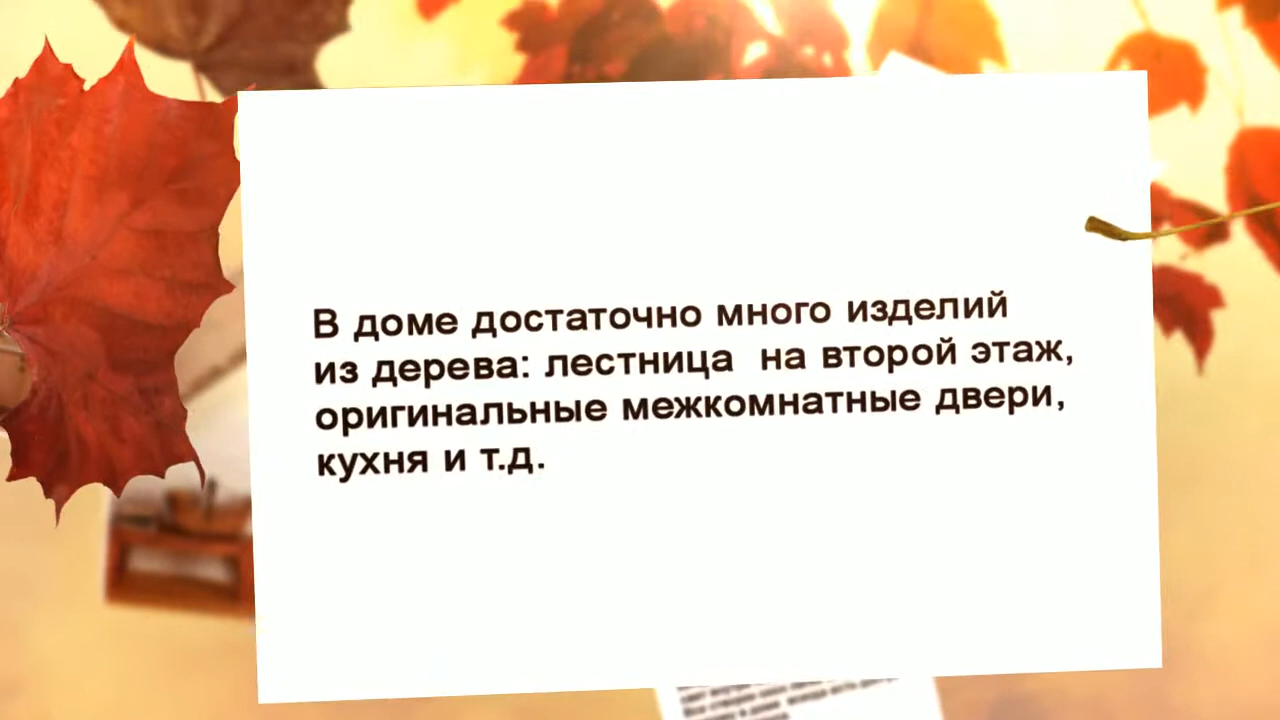 В доме достаточно много изделий
из дерева: лестница  на второй этаж,
оригинальные межкомнатные двери,
кухня и т.д.